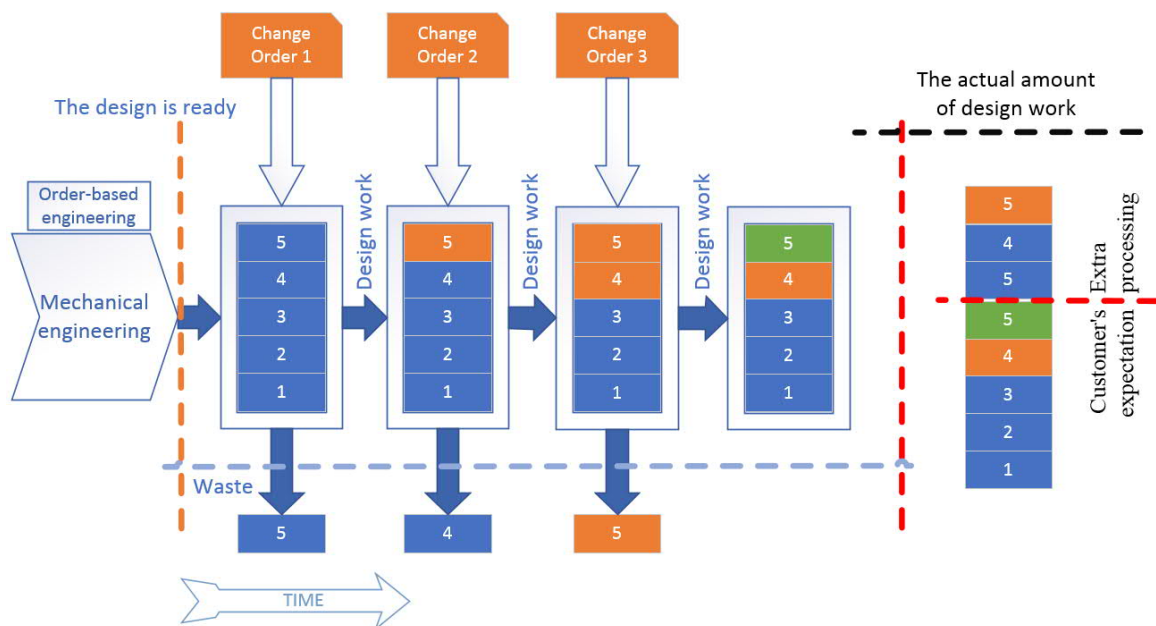 Change
Order 1
Change
Order 2
Change
Order 3
The actual amount
of design work
The design is ready
Order-based
engineering
Mechanical
engineering
5
4
3
2
1
Design work
5
4
3
2
1
Design work
5
4
3
2
1
Design work
5
4
3
2
1
5
4
5
5
4
3
2
1
Extra
processing
Customer's
expectation
Waste
5
4
5
TIME